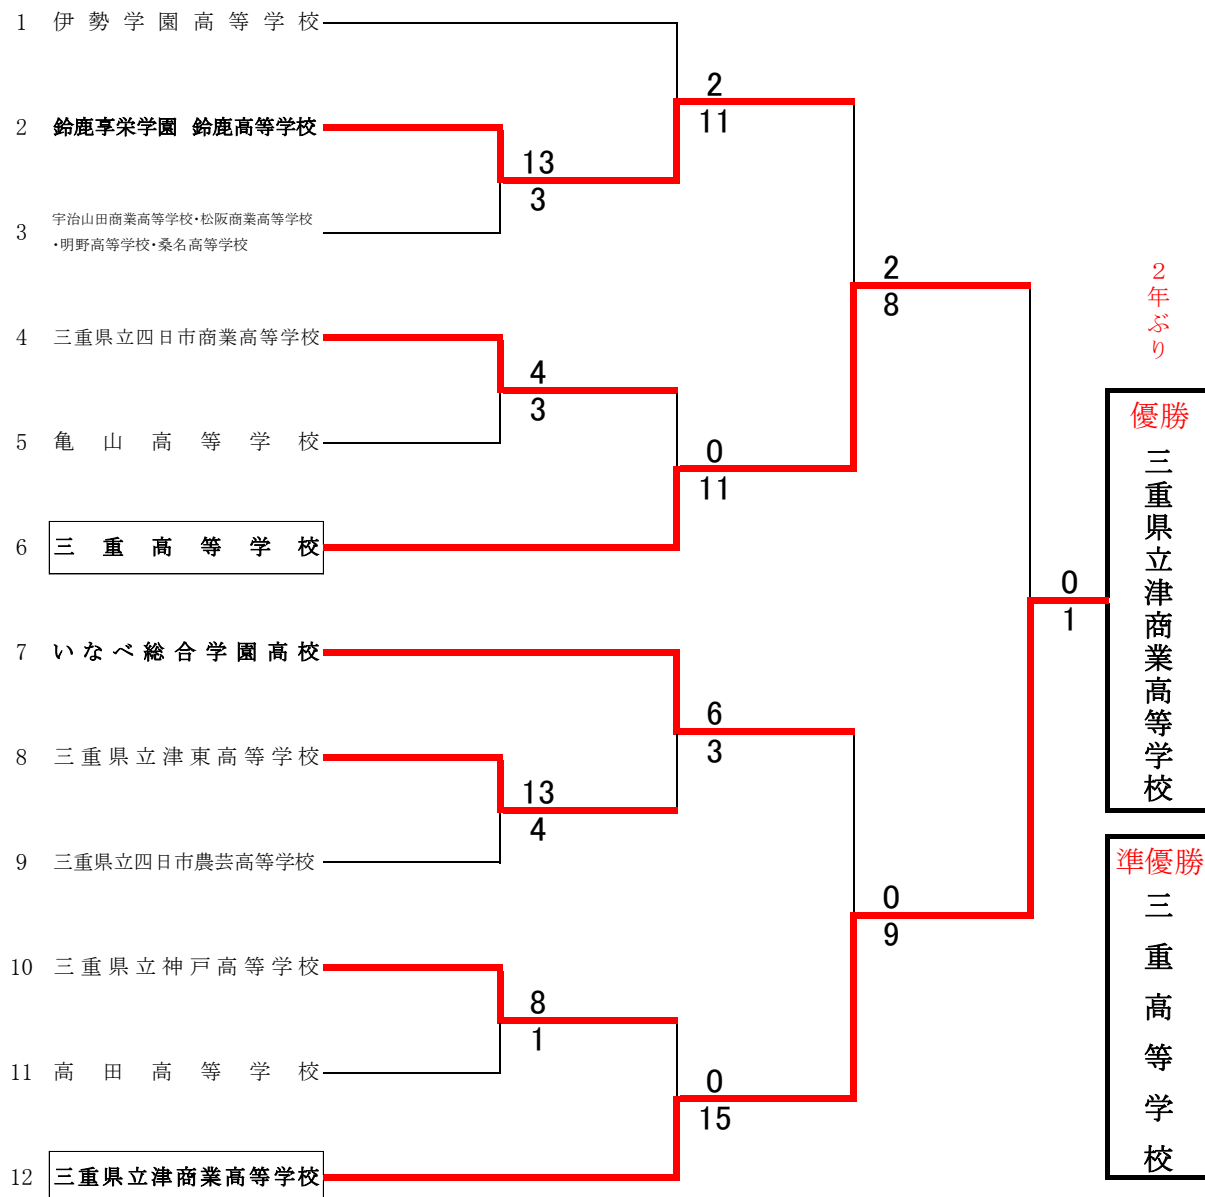 1 伊勢学園高等学校
2
11
2 鈴鹿享栄学園 鈴鹿高等学校
13
3
3 宇治山田商業高等学校・松阪商業高等学校
・明野高等学校・桑名高等学校
2
8
4 三重県立四日市商業高等学校
4
3
5 亀山高等学校
0
11
6 三重高等学校
0
1
7 いなべ総合学園高校
6
3
8 三重県立津東高等学校
13
4
9 三重県立四日市農芸高等学校
0
9
10 三重県立神戸高等学校
8
1
11 高田高等学校
0
15
12 三重県立津商業高等学校
2年ぶり
優勝
三重県立津商業高等学校
準優勝
三重高等学校